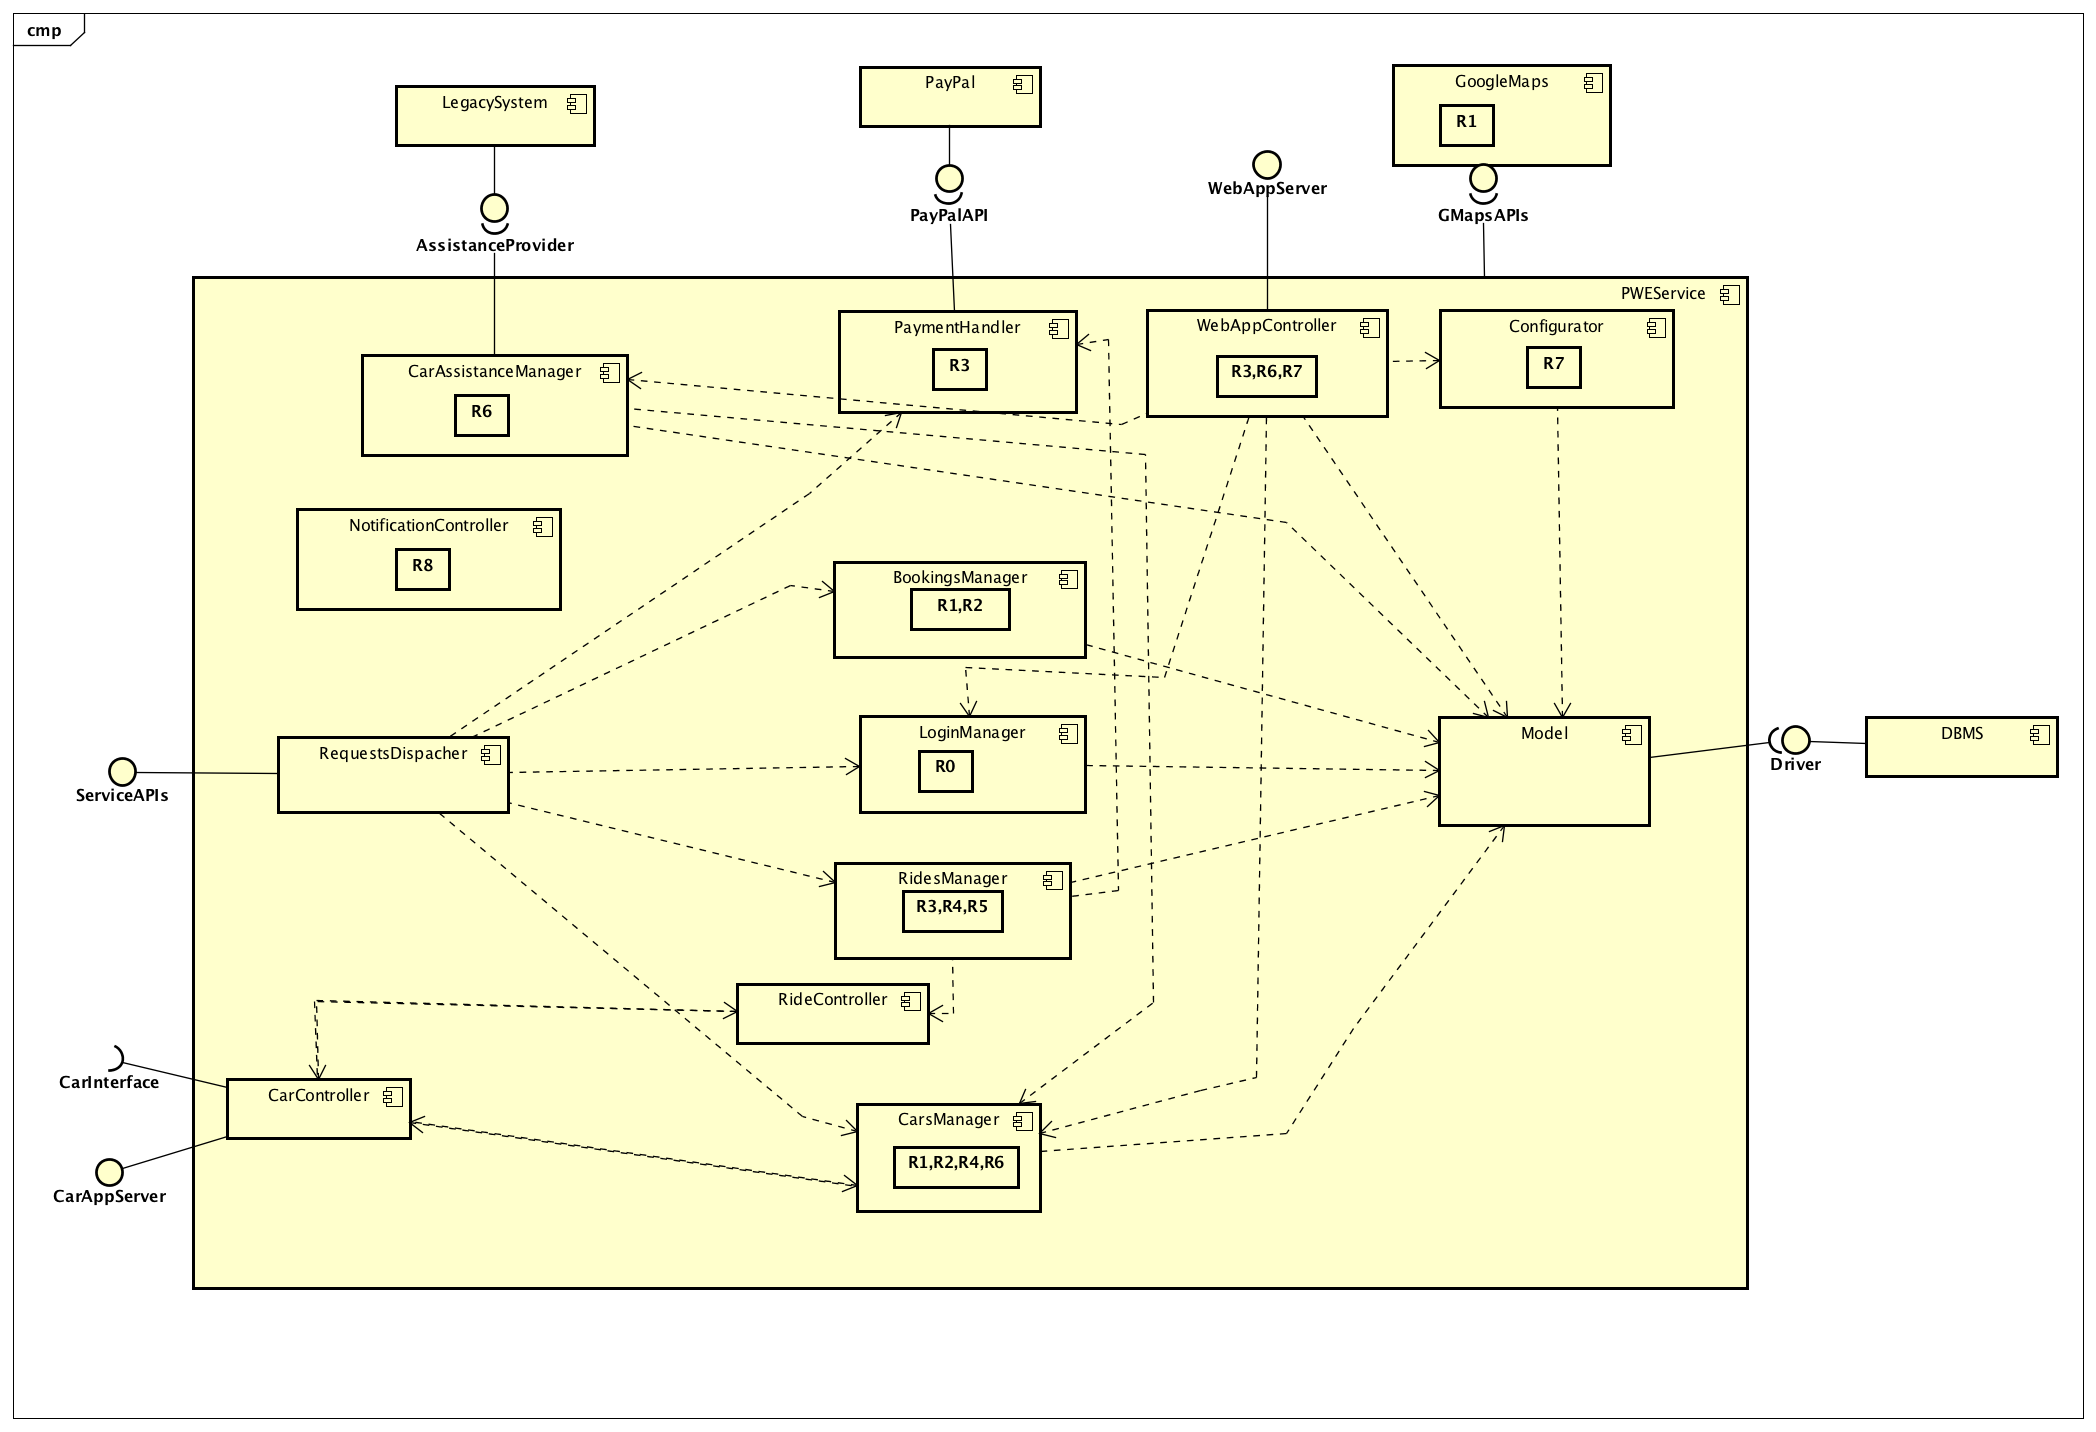 cmp
LegacySystem
PayPal
GoogleMaps
R1
WebAppServer
PayPalAPI
GMapsAPIs
AssistanceProvider
PWEService
PaymentHandler
R3
WebAppController
R3,R6,R7
Configurator
R7
CarAssistanceManager
R6
NotificationController
R8
BookingsManager
R1,R2
RequestsDispacher
LoginManager
R0
Model
DBMS
Driver
ServiceAPIs
RidesManager
R3,R4,R5
RideController
CarInterface
CarController
CarsManager
R1,R2,R4,R6
CarAppServer